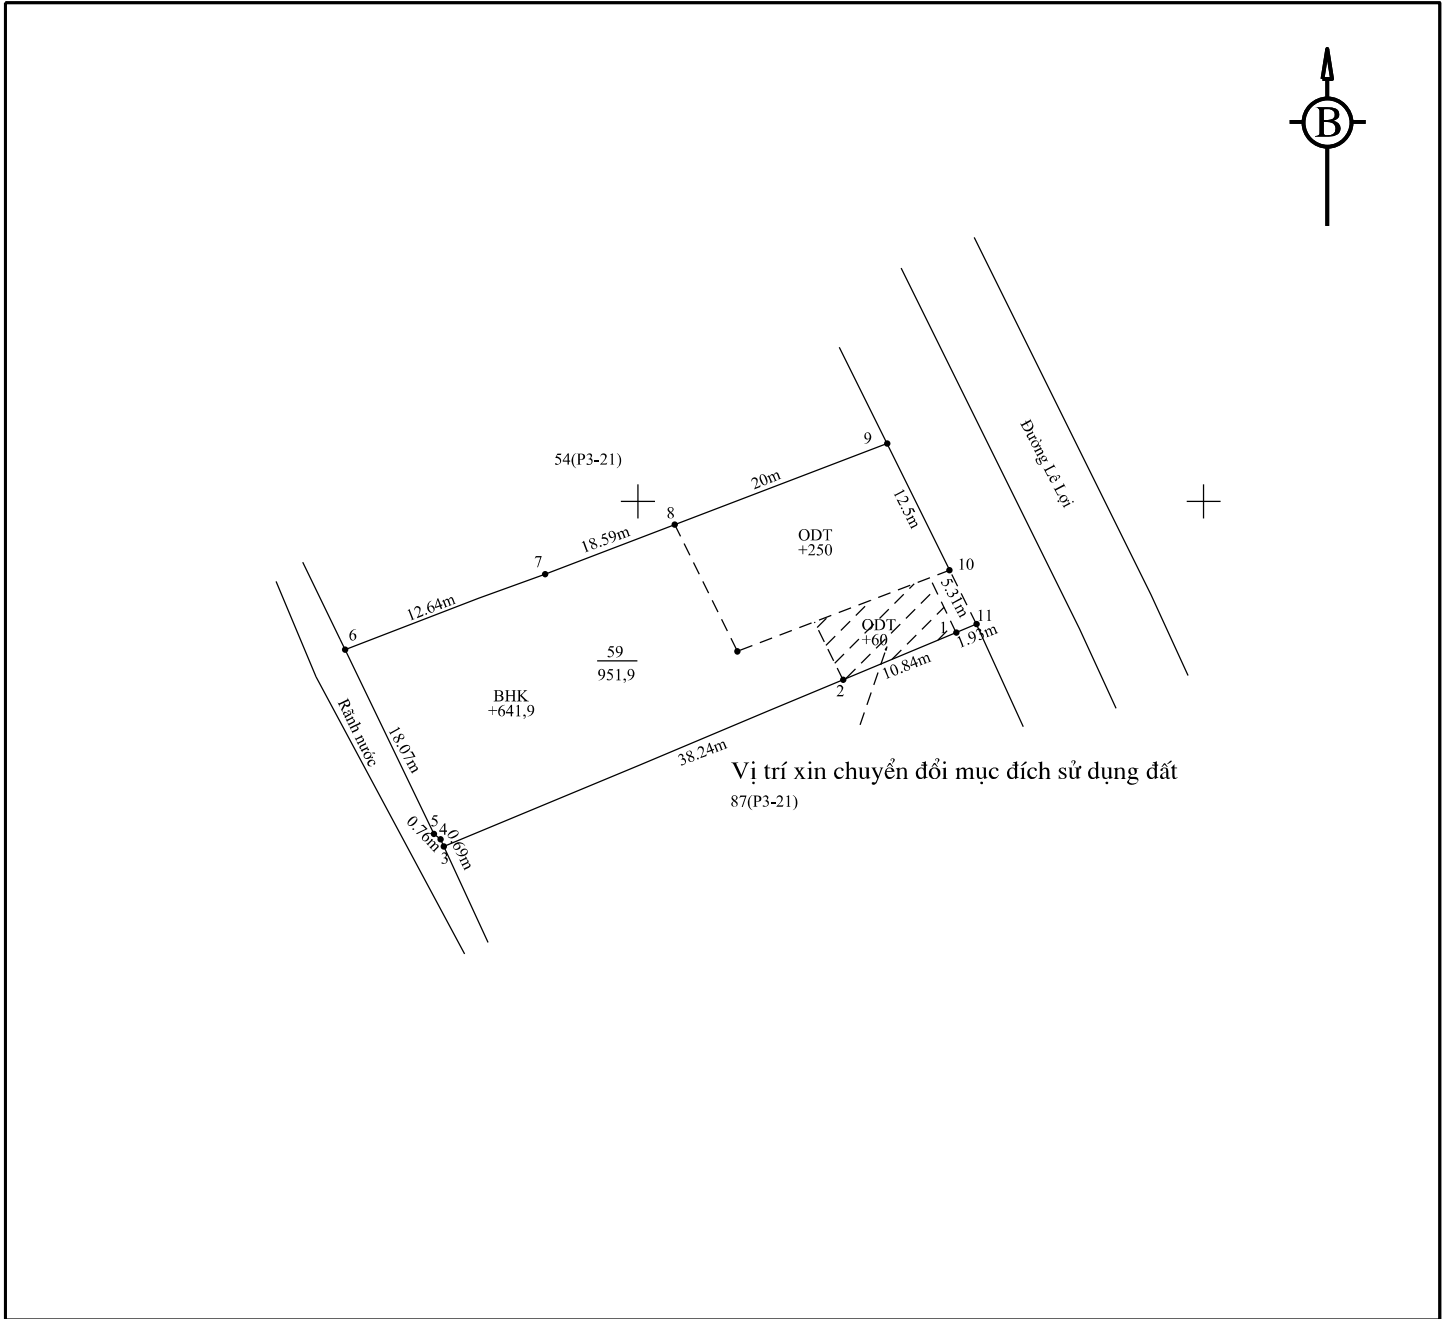 B
Đường Lê Lợi
9
54(P3-21)
20m
12.5m
8
ODT
+250
18.59m
7
10
5.31m
12.64m
11
1
ODT
+60
1.93m
6
59
951,9
10.84m
2
BHK
+641,9
Rãnh nước
18.07m
38.24m
Vị trí xin chuyển đổi mục đích sử dụng đất
87(P3-21)
5
4
0.76m
0.69m
3